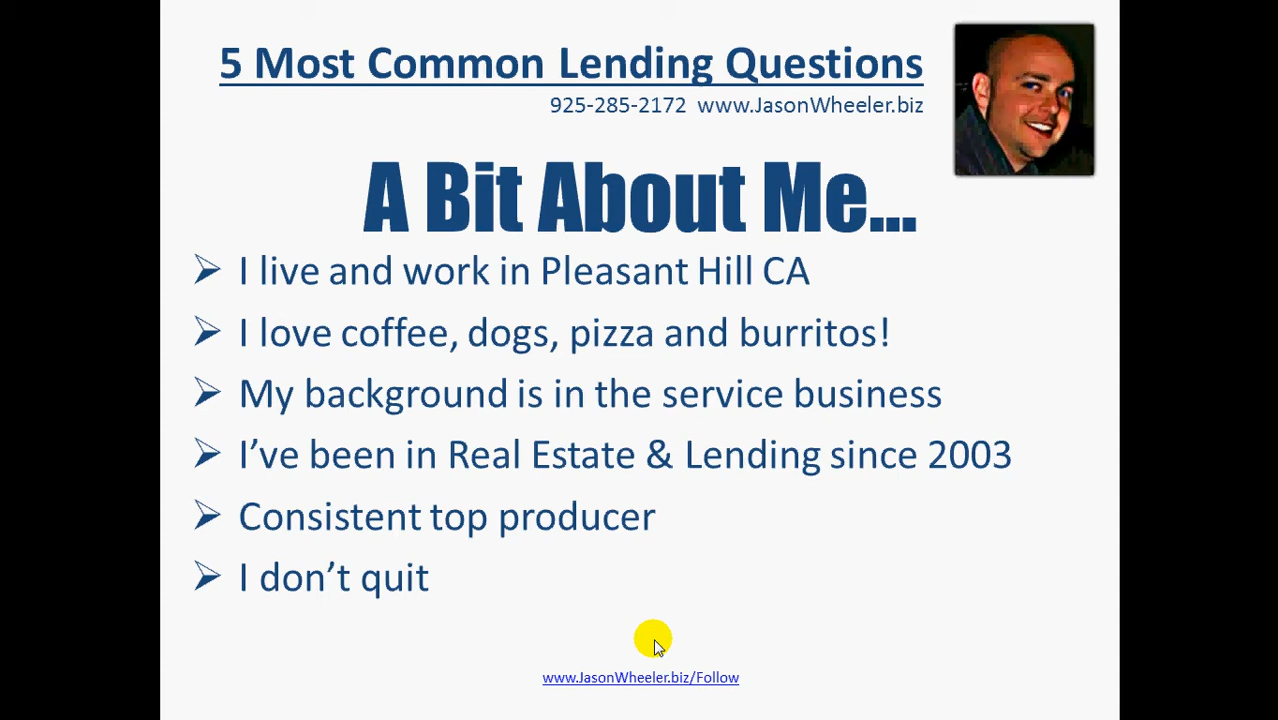 5 Most Common Lending Questions
925-285-2172 www.JasonWheeler.biz
A Bit About Me...
I live and work in Pleasant Hill CA
I love coffee, dogs, pizza and burritos!
My background is in the service business
I’ve been in Real Estate & Lending since 2003
Consistent top producer
I don’t quit
www.JasonWheeler.biz/Follow